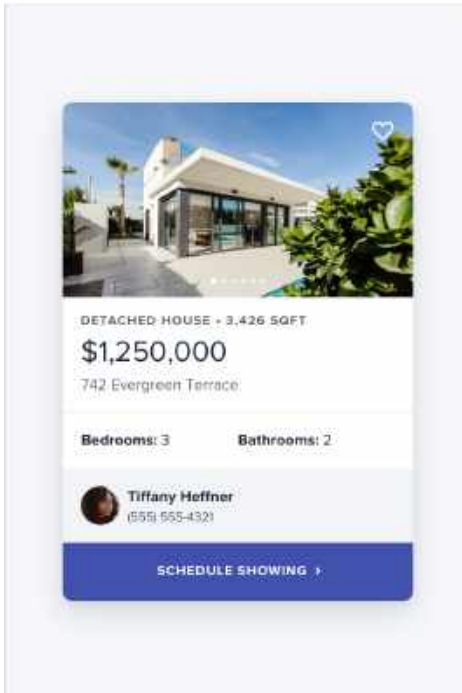 DETACHED HOUSE • 3,426 SQFT
$1,250,000
742 Evergreen Terrace
Bedrooms: 3 Bathrooms: 2
Tiffany Heffner
(555) 555-4321
SCHEDULE SHOWING ›